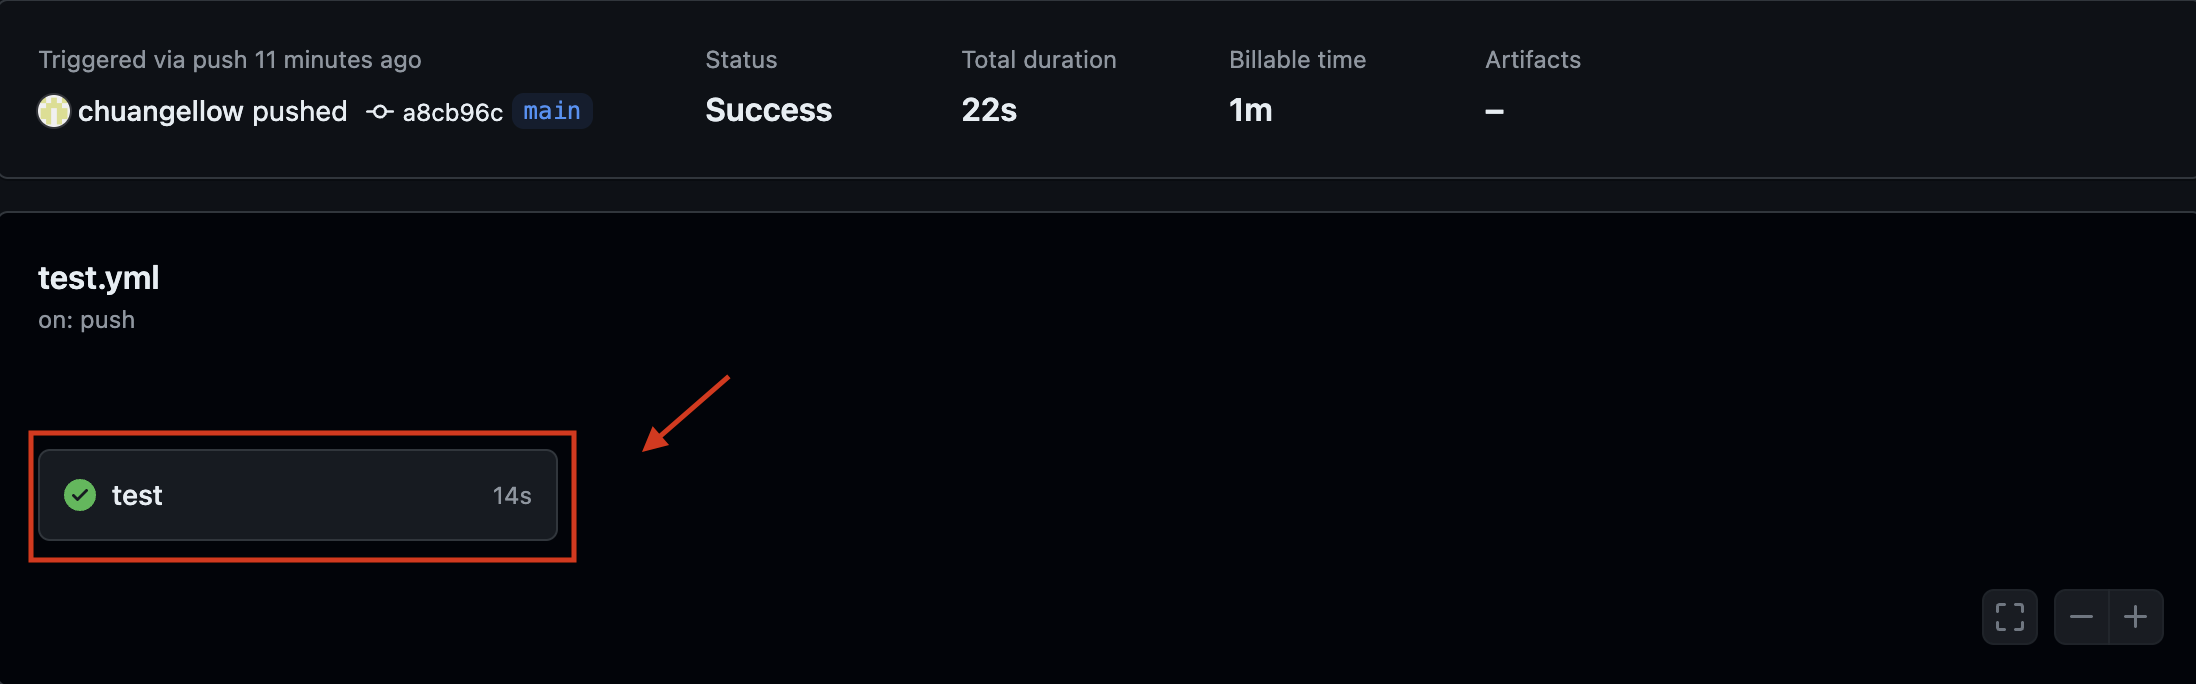 Triggered via push 11 minutes ago
chuangellow pushed a8cb96c main
Status
Success
Total duration
22s
Billable time
1m
Artifacts
–
test.yml
on: push
test 14s